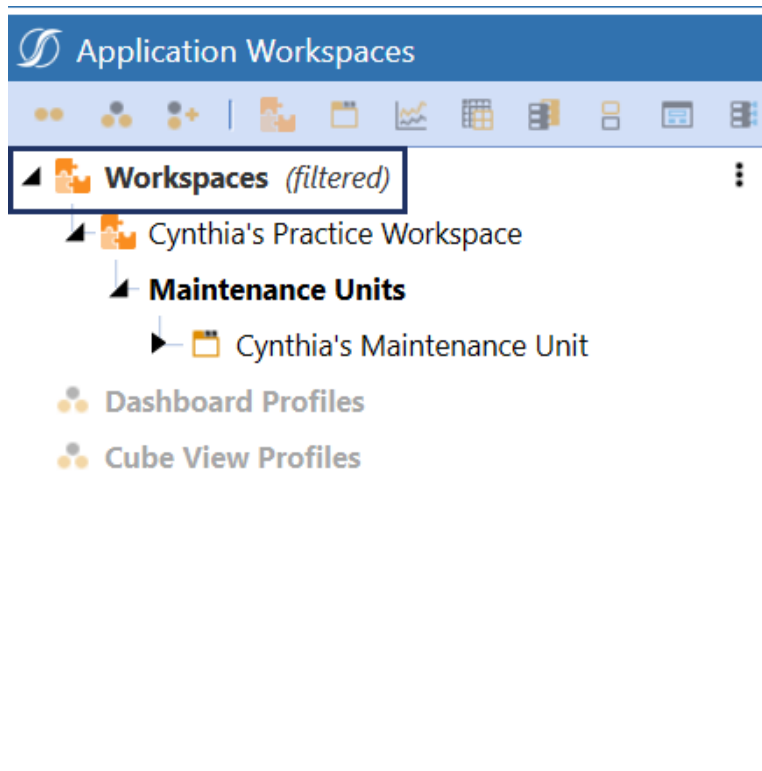 Application Workspaces
Workspaces (filtered)
Cynthia's Practice Workspace
Maintenance Units
Cynthia's Maintenance Unit
Dashboard Profiles
Cube View Profiles